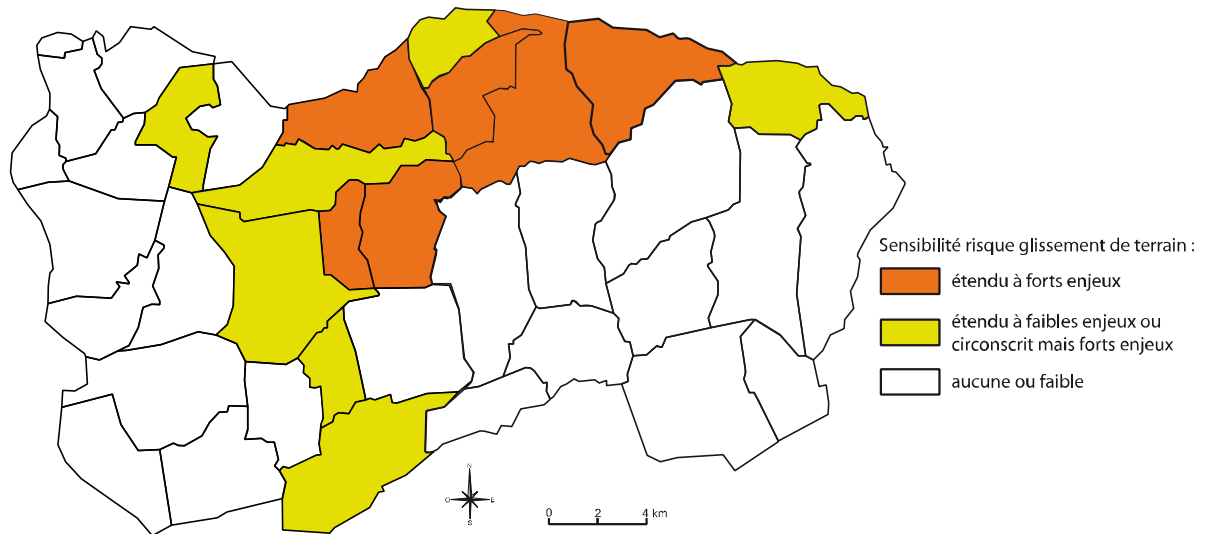 Sensibilité risque glissement de terrain :
étendu à forts enjeux
étendu à faibles enjeux ou
circonscrit mais forts enjeux
aucune ou faible
N
O E
S
0 2 4 km